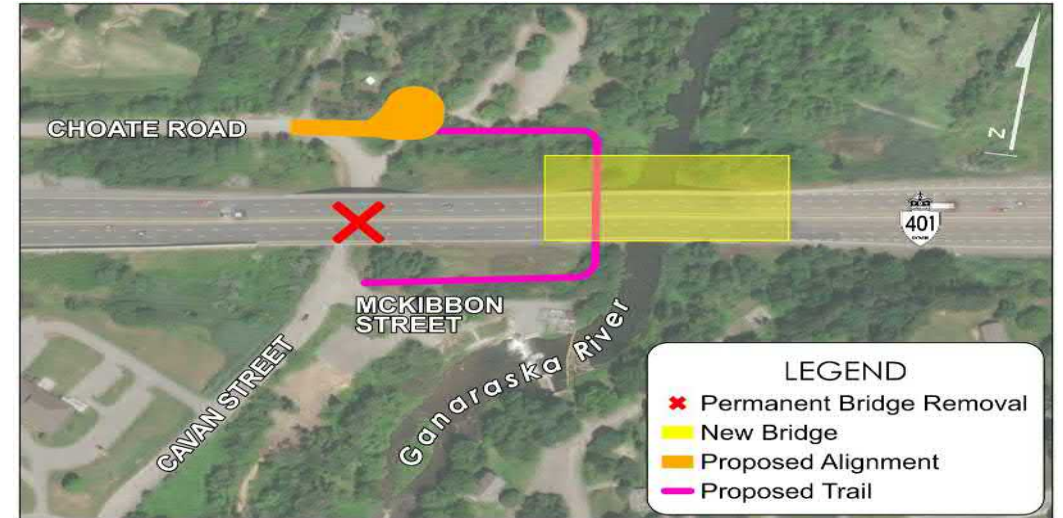 N
CHOATE ROAD
401
MCKIBBON
STREET
CAVAN STREET
Ganaraska River
LEGEND
Permanent Bridge Removal
New Bridge
Proposed Alignment
Proposed Trail